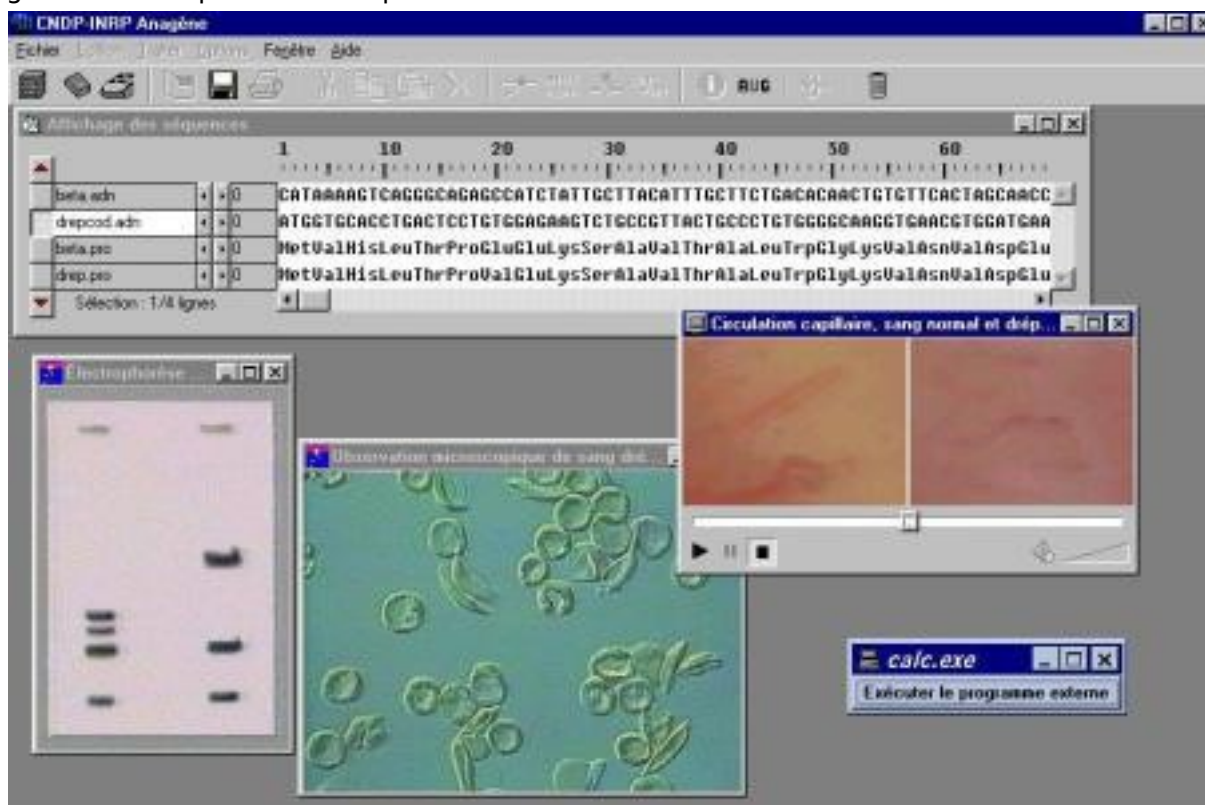 CNDP-INRP Anagène
Fichier Fenêtre Aide
AUG
Affichage des séquences
1 10 20 30 40 50 60
beta.adn 0 CATAAAAGTCAGGGCAGAGCCATCTATTGCTTACATTTGCTTCTGACACAACTGTGTTCACTAGCAACC
drepcod.adn 0 ATGGTGCACCTGACTCCTGTGGAGAAGTCTGCCGTTACTGCCCTGTGGGGCAAGGTGAACGTGGATGAA
beta.pro 0 MetValHisLeuThrProGluGluLysSerAlaValThrAlaLeuTrpGlyLysValAsnValAspGlu
drep.pro 0 MetValHisLeuThrProValGluLysSerAlaValThrAlaLeuTrpGlyLysValAsnValAspGlu
Sélection : 1/4 lignes
Circulation capillaire, sang normal et drép...
Electrophorèse
Observation microscopique de sang dré...
calc.exe
Exécuter le programme externe